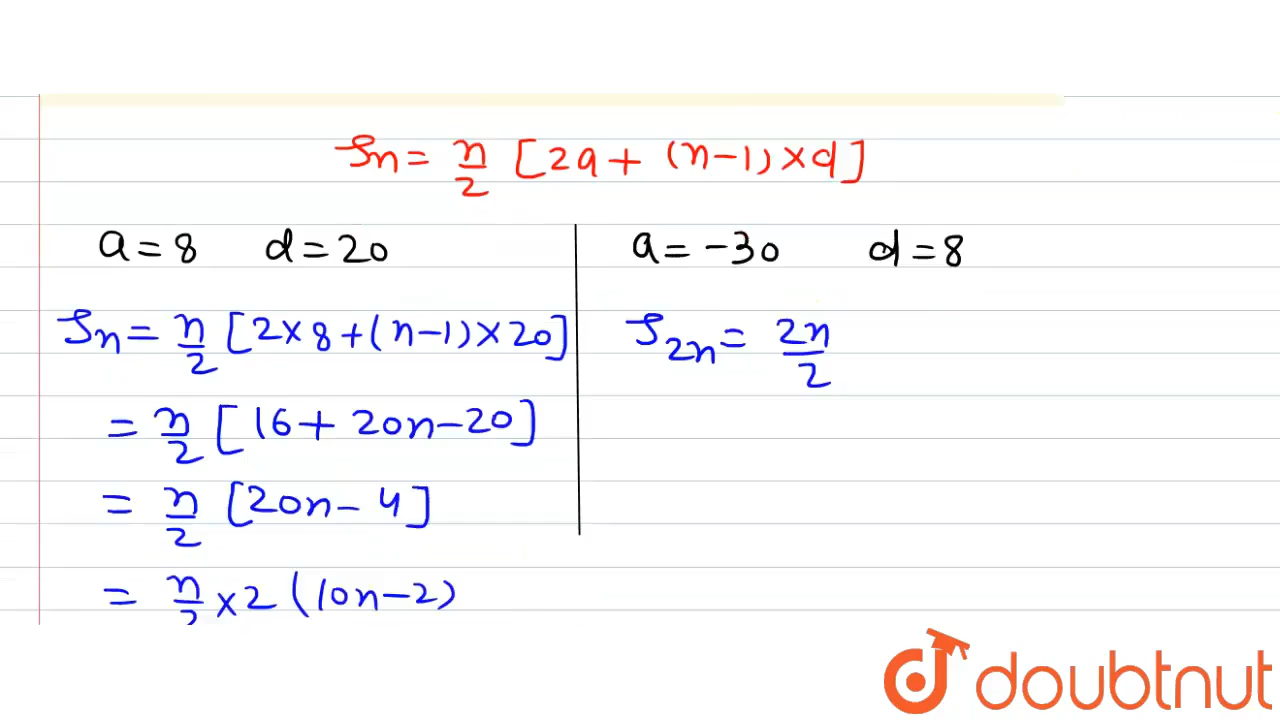 Sn = n/2 [2a + (n-1) × d]
a = 8 d = 20
Sn = n/2 [2 × 8 + (n-1) × 20]
= n/2 [16 + 20n - 20]
= n/2 [20n - 4]
= n/2 × 2 (10n - 2)
a = -30 d = 8
S2n = 2n/2
doubtnut